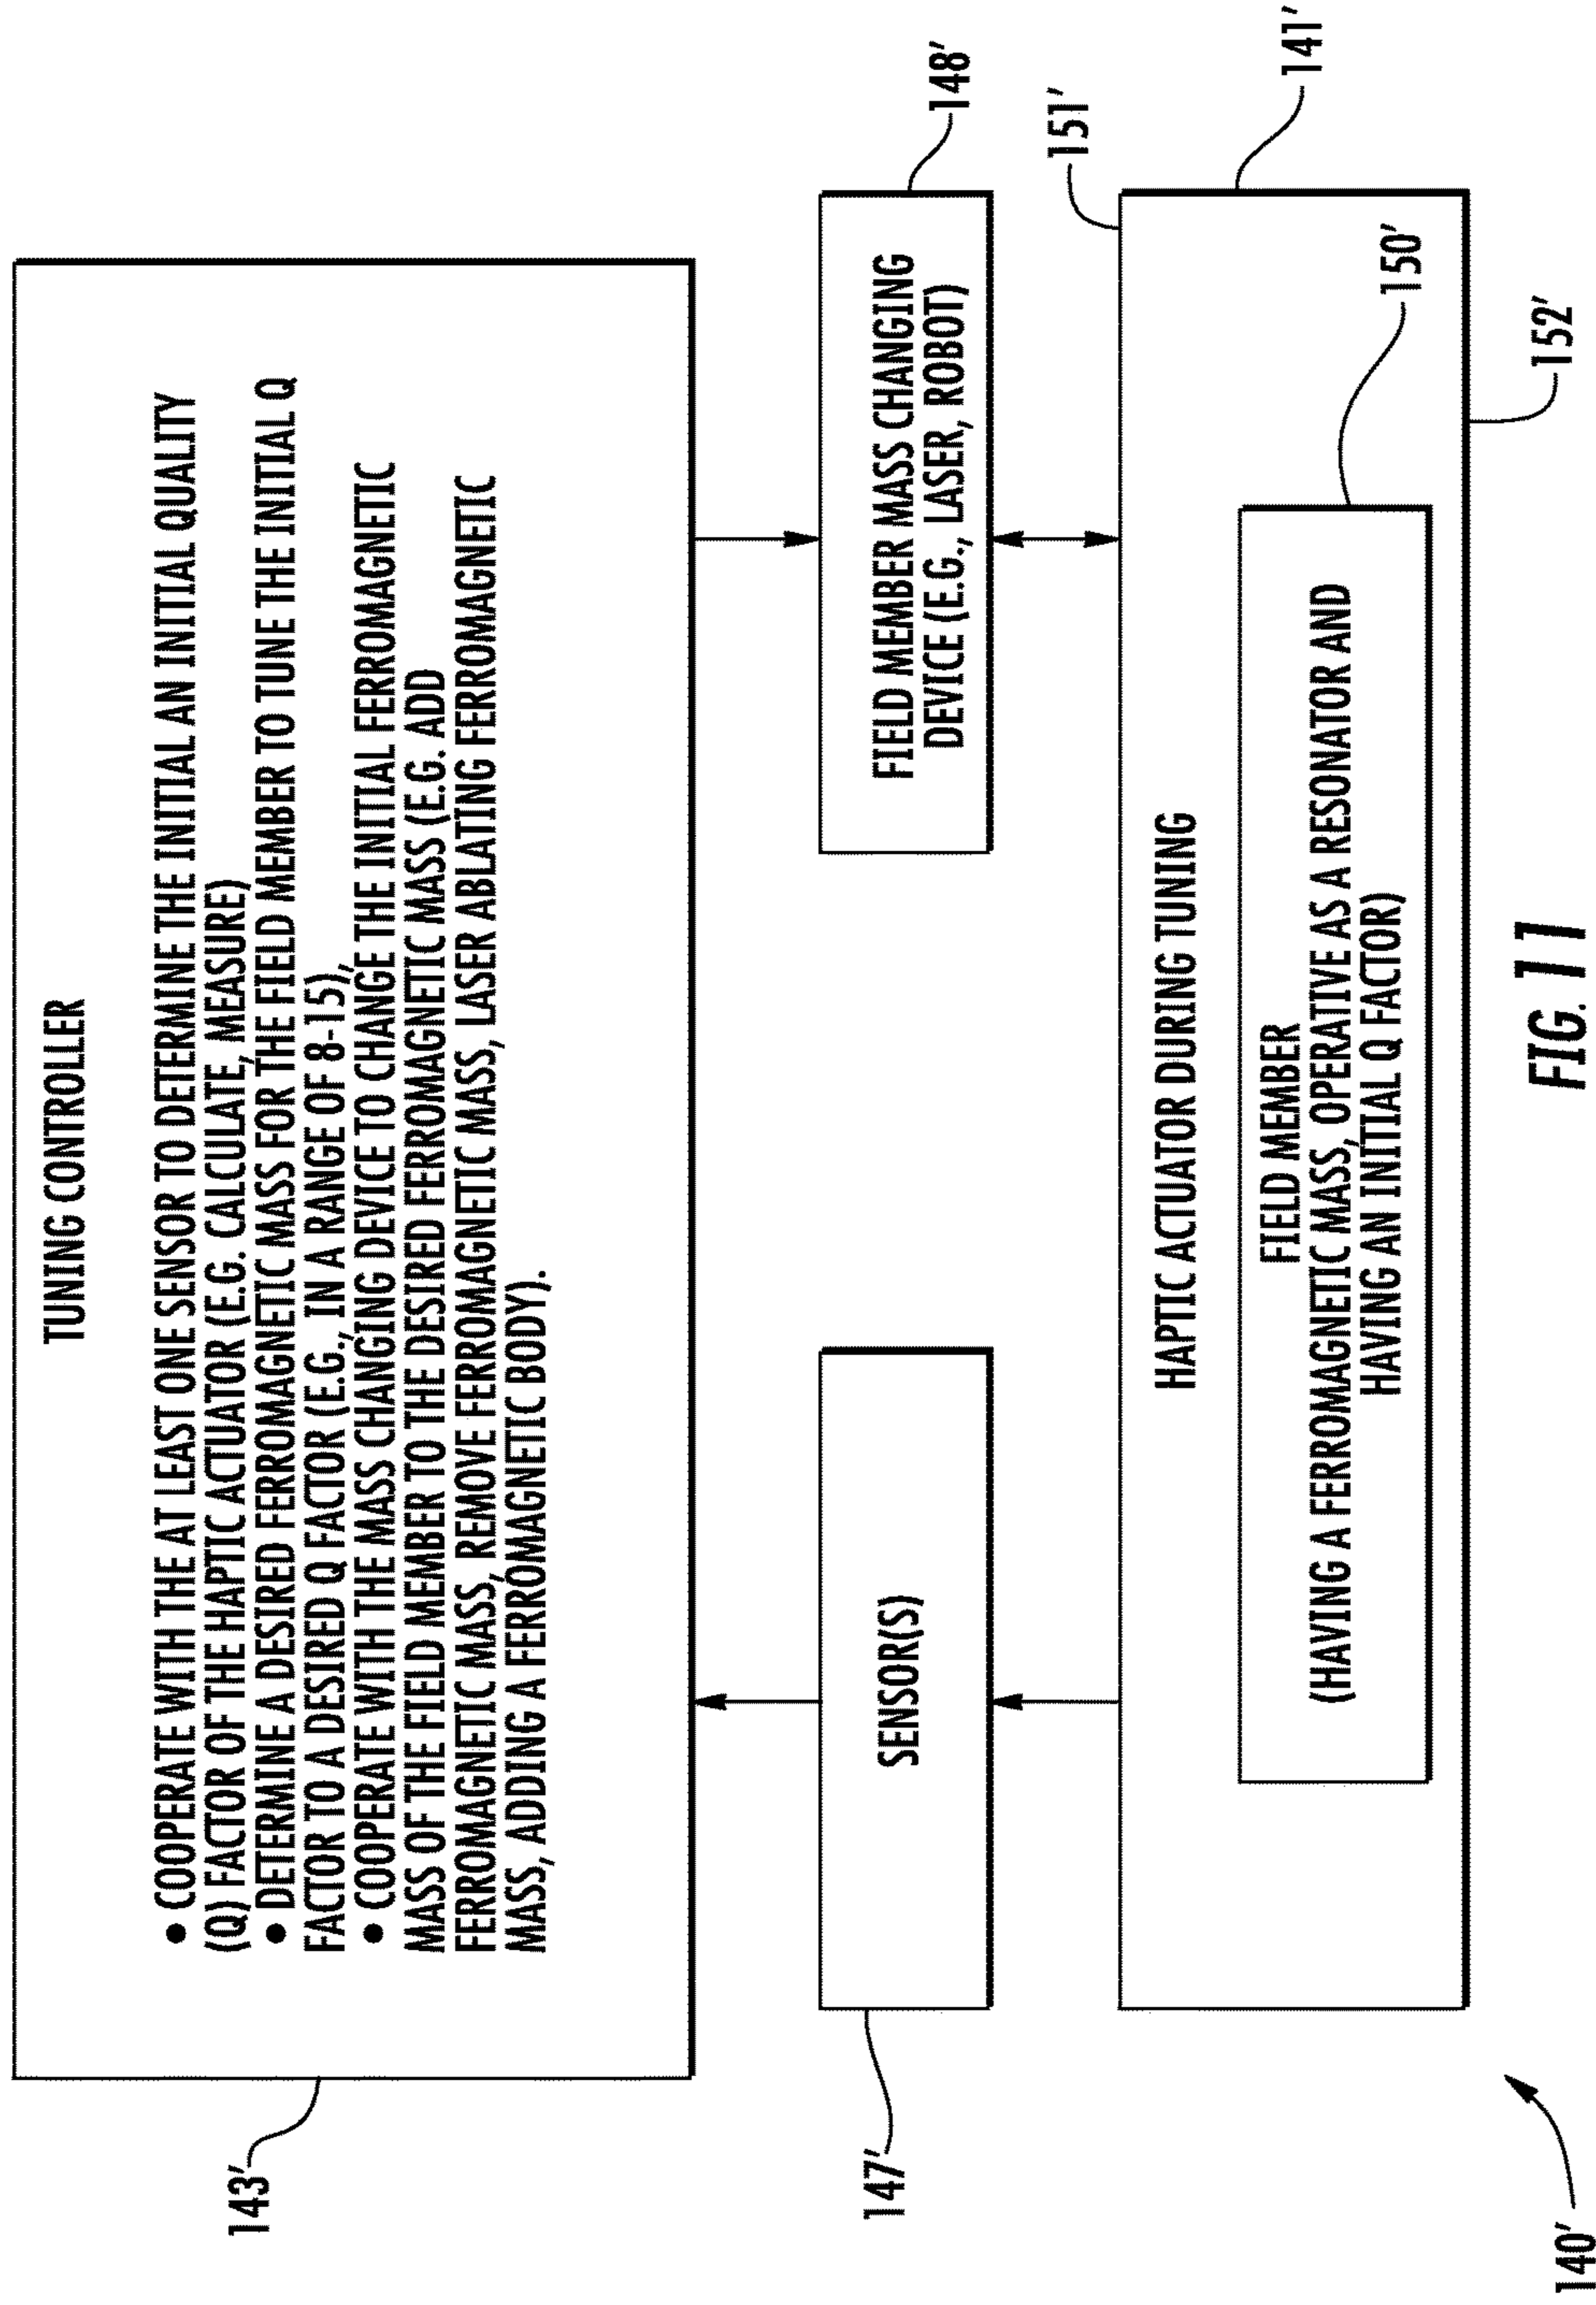 TUNING CONTROLLER
• COOPERATE WITH THE AT LEAST ONE SENSOR TO DETERMINE THE INITIAL AN INITIAL QUALITY
(Q) FACTOR OF THE HAPTIC ACTUATOR (E.G. CALCULATE, MEASURE)
• DETERMINE A DESIRED FERROMAGNETIC MASS FOR THE FIELD MEMBER TO TUNE THE INITIAL Q
FACTOR TO A DESIRED Q FACTOR (E.G., IN A RANGE OF 8-15),
• COOPERATE WITH THE MASS CHANGING DEVICE TO CHANGE THE INITIAL FERROMAGNETIC
MASS OF THE FIELD MEMBER TO THE DESIRED FERROMAGNETIC MASS (E.G. ADD
FERROMAGNETIC MASS, REMOVE FERROMAGNETIC MASS, LASER ABLATING FERROMAGNETIC
MASS, ADDING A FERROMAGNETIC BODY).
143'
SENSOR(S)
147'
FIELD MEMBER MASS CHANGING
DEVICE (E.G., LASER, ROBOT)
148'
151'
HAPTIC ACTUATOR DURING TUNING
141'
FIELD MEMBER
(HAVING A FERROMAGNETIC MASS, OPERATIVE AS A RESONATOR AND
HAVING AN INITIAL Q FACTOR)
150'
152'
140'
FIG. 11